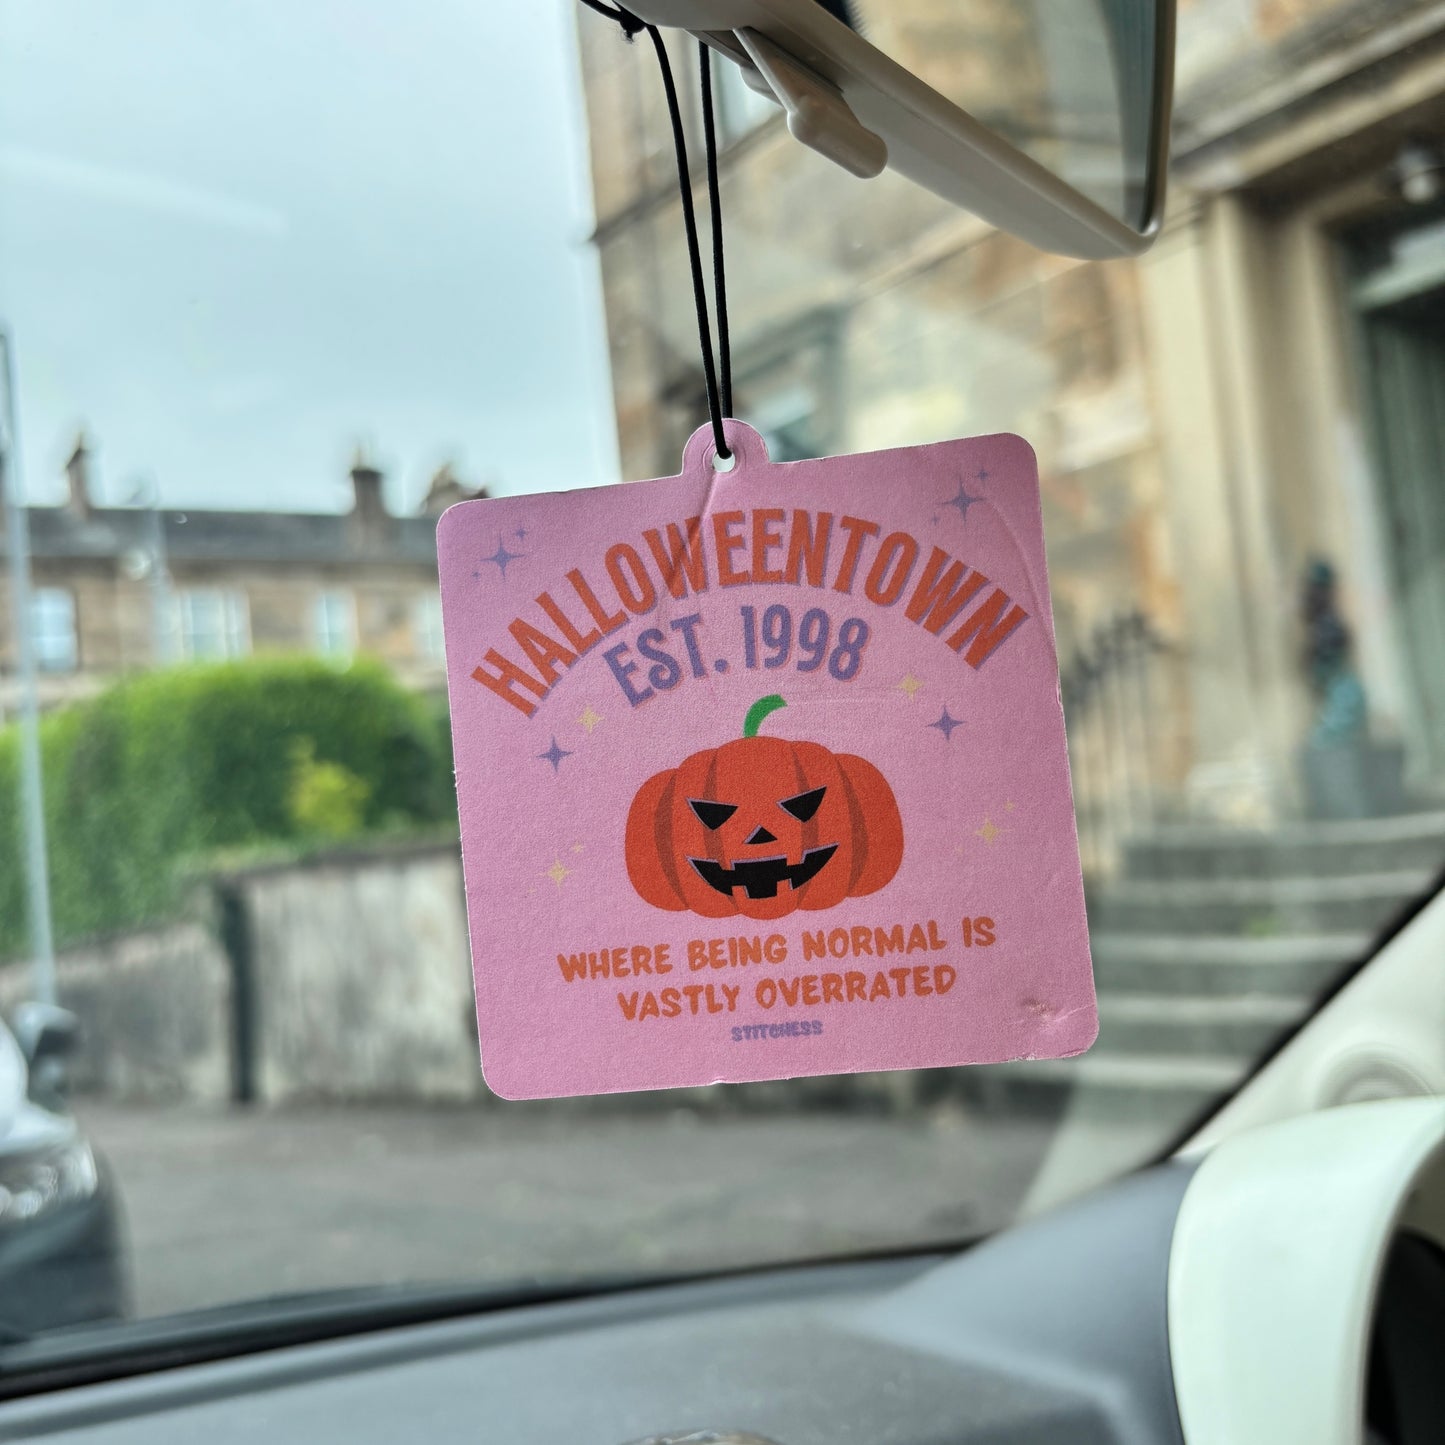 HALLOWEENTOWN
EST. 1998
WHERE BEING NORMAL IS
VASTLY OVERRATED
STITCHESS